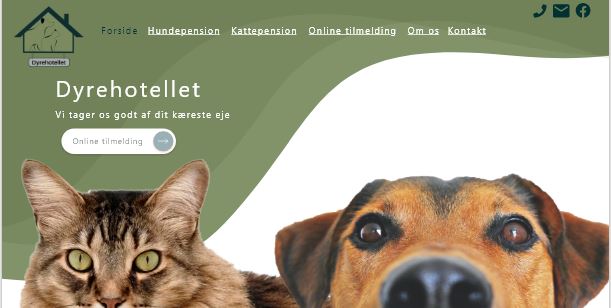 Forside Hundepension Kattepension Online tilmelding Om os Kontakt
Dyrehotellet
Dyrehotellet
Vi tager os godt af dit kæreste eje
Online tilmelding